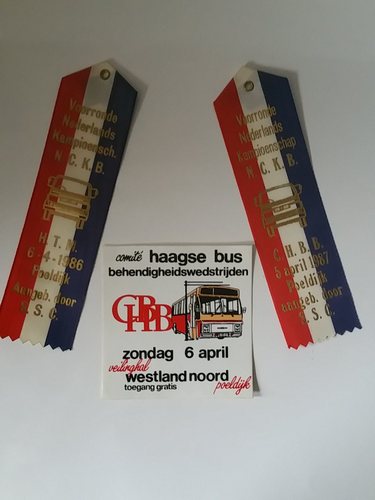 Voorronde
Nederlands
Kampioensch.
N. C. K. B.
H. T. M.
6-4-1986
Poeldijk
aangeb. door
S. S. C.
Voorronde
Nederlands
Kampioenschap
N. C. K. B.
C. H. B. B.
5 april 1987
Poeldijk
aangeb. door
S. S. C.
comité haagse bus
behendigheidswedstrijden
CHBB
zondag 6 april
veilinghal
westland noord
toegang gratis poeldijk